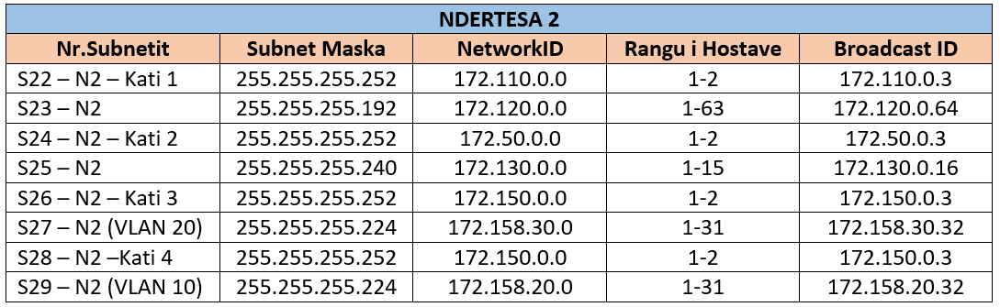 NDERTESA 2
Nr.Subnetit Subnet Maska NetworkID Rangu i Hostave Broadcast ID
S22 – N2 – Kati 1 255.255.255.252 172.110.0.0 1-2 172.110.0.3
S23 – N2 255.255.255.192 172.120.0.0 1-63 172.120.0.64
S24 – N2 – Kati 2 255.255.255.252 172.50.0.0 1-2 172.50.0.3
S25 – N2 255.255.255.240 172.130.0.0 1-15 172.130.0.16
S26 – N2 – Kati 3 255.255.255.252 172.150.0.0 1-2 172.150.0.3
S27 – N2 (VLAN 20) 255.255.255.224 172.158.30.0 1-31 172.158.30.32
S28 – N2 –Kati 4 255.255.255.252 172.150.0.0 1-2 172.150.0.3
S29 – N2 (VLAN 10) 255.255.255.224 172.158.20.0 1-31 172.158.20.32